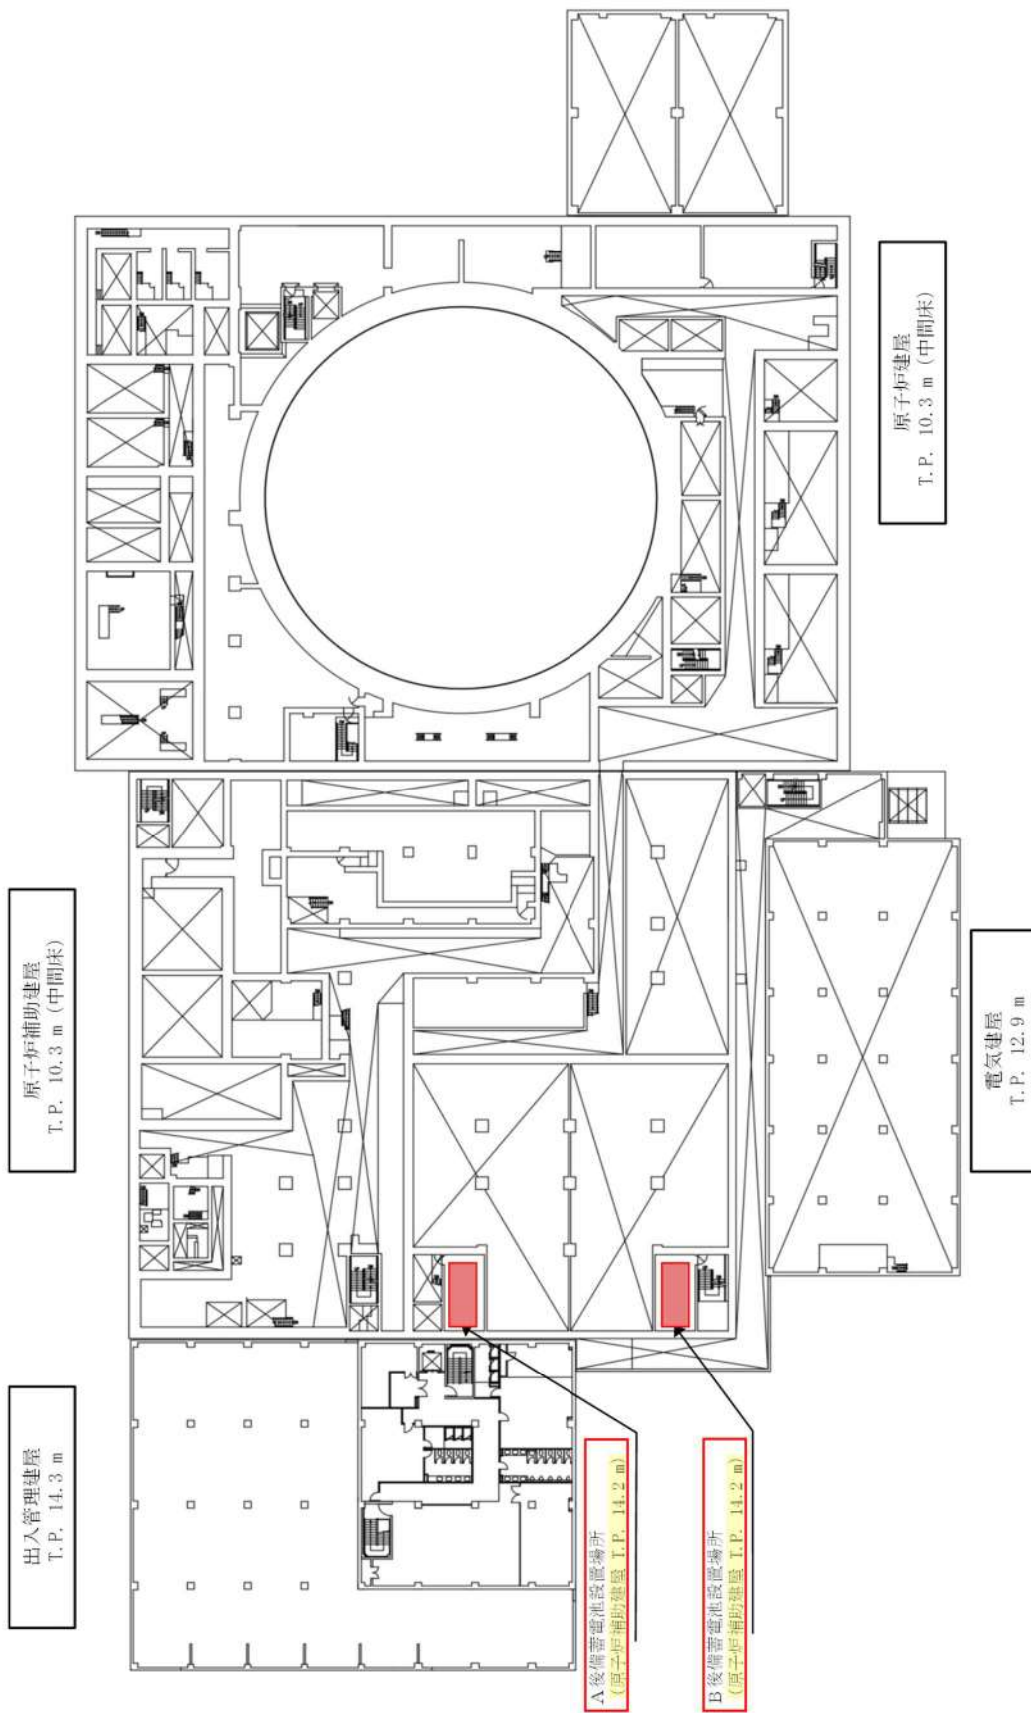 出入管理建屋
T.P. 14.3 m
原子炉補助建屋
T.P. 10.3 m (中間床)
原子炉建屋
T.P. 10.3 m (中間床)
電気建屋
T.P. 12.9 m
A後備蓄電池設置場所
(原子炉補助建屋 T.P. 14.2 m)
B後備蓄電池設置場所
(原子炉補助建屋 T.P. 14.2 m)